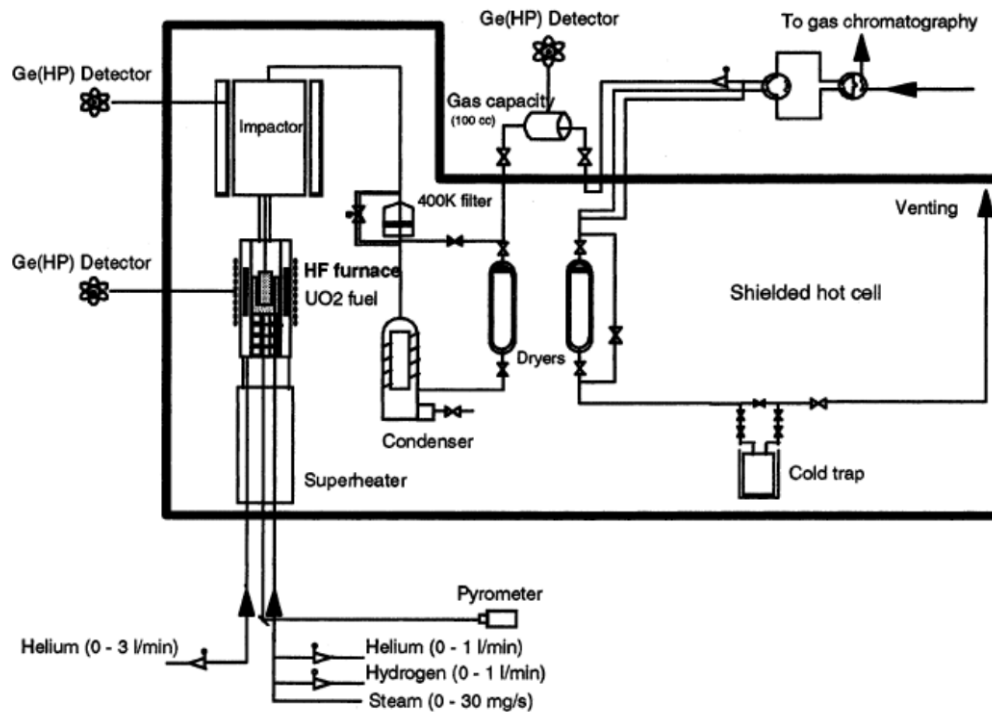 Ge(HP) Detector
To gas chromatography
Ge(HP) Detector
Gas capacity
(100 cc)
Impactor
400K filter
Venting
Ge(HP) Detector
HF furnace
UO2 fuel
Shielded hot cell
Dryers
Condenser
Superheater
Cold trap
Pyrometer
Helium (0 - 3 l/min)
Helium (0 - 1 l/min)
Hydrogen (0 - 1 l/min)
Steam (0 - 30 mg/s)